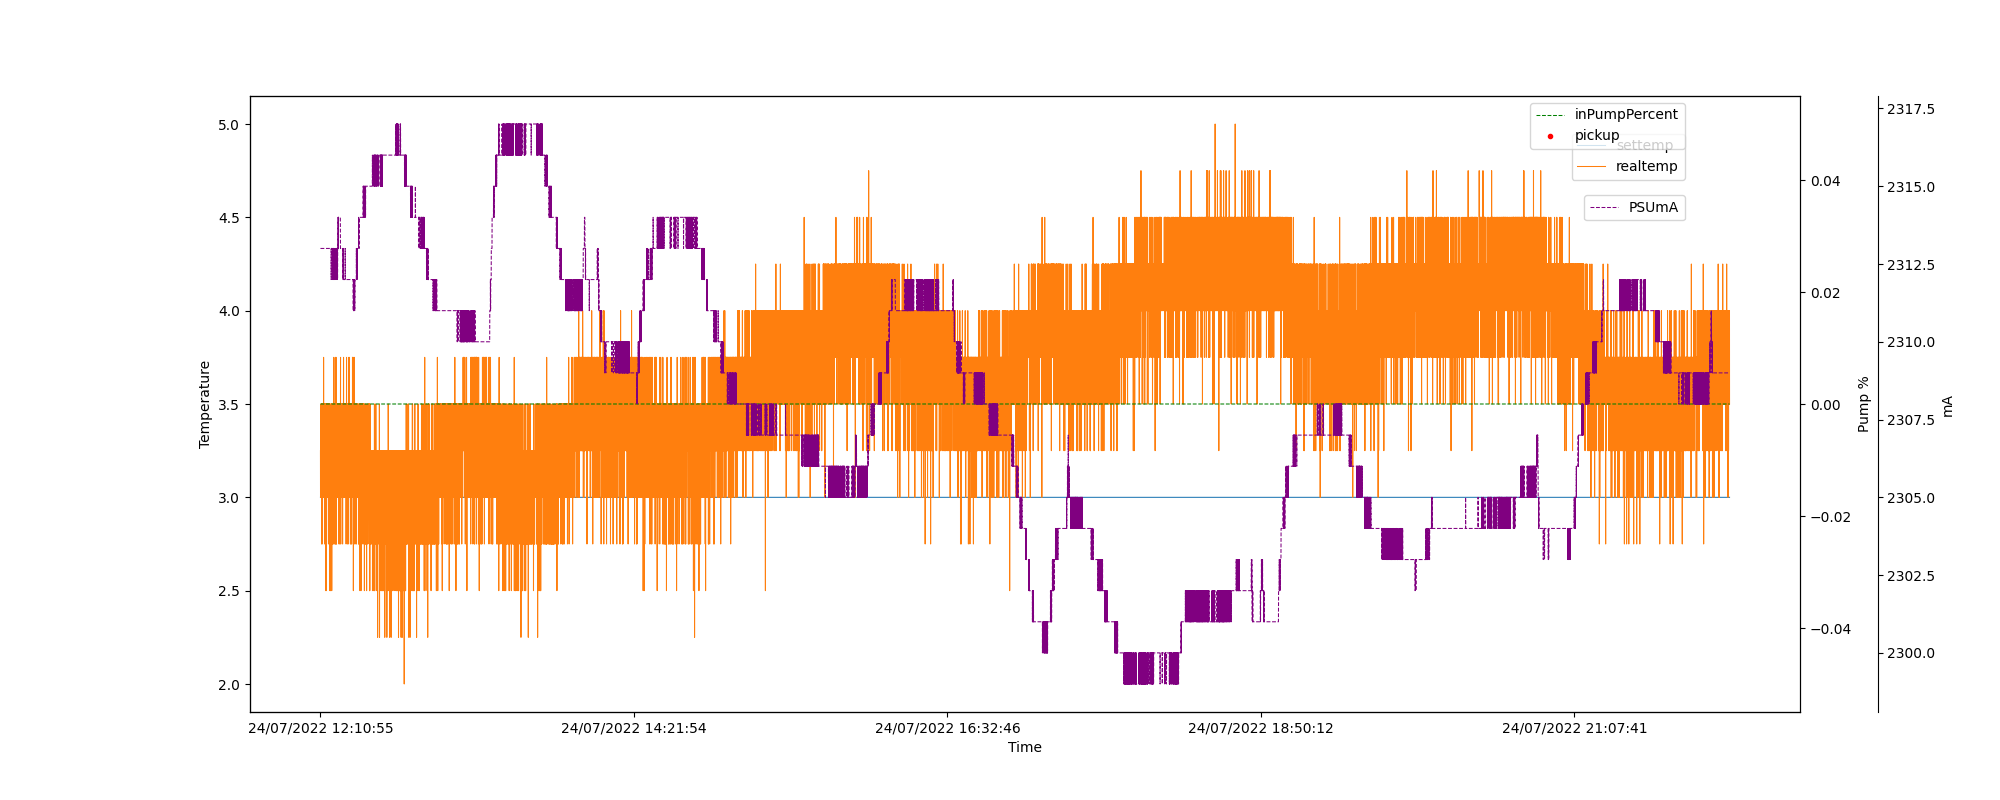 inPumpPercent
pickup
settemp
realtemp
PSUmA
5.0
4.5
4.0
3.5
3.0
2.5
2.0
Temperature
0.04
0.02
0.00
−0.02
−0.04
Pump %
2317.5
2315.0
2312.5
2310.0
2307.5
2305.0
2302.5
2300.0
mA
24/07/2022 12:10:55
24/07/2022 14:21:54
24/07/2022 16:32:46
24/07/2022 18:50:12
24/07/2022 21:07:41
Time